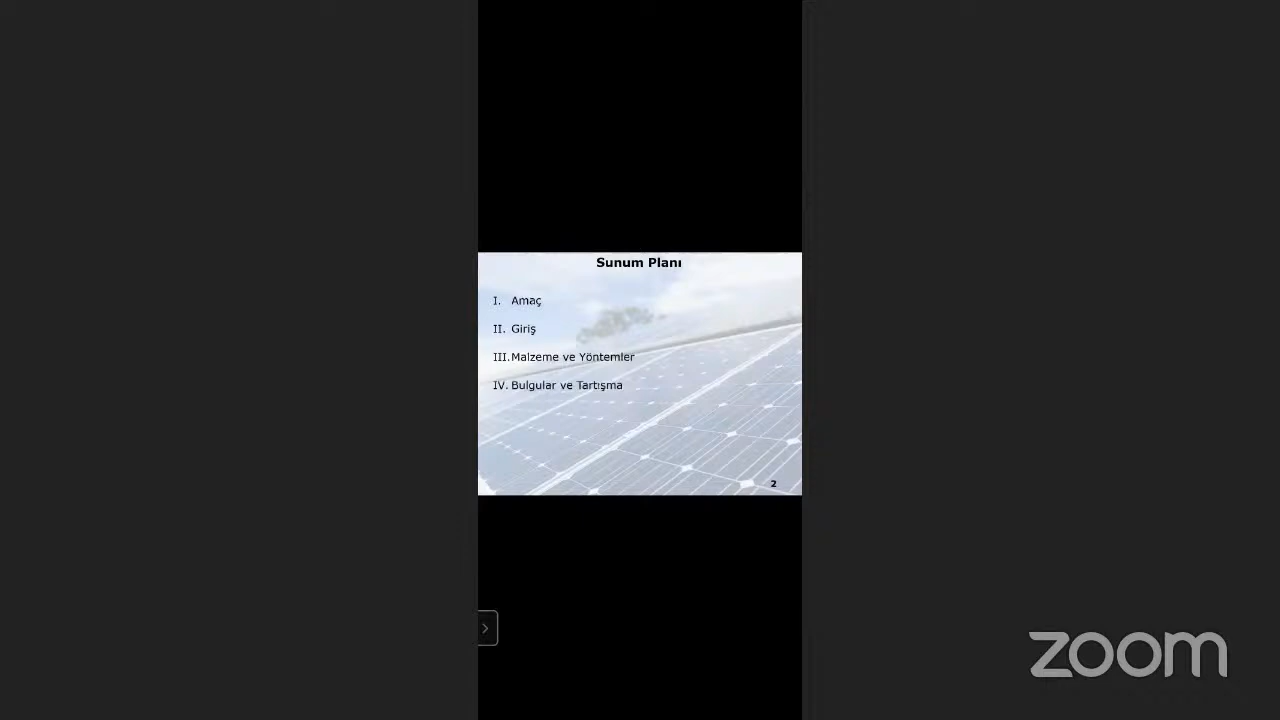 Sunum Planı
I. Amaç
II. Giriş
III. Malzeme ve Yöntemler
IV. Bulgular ve Tartışma
2
zoom